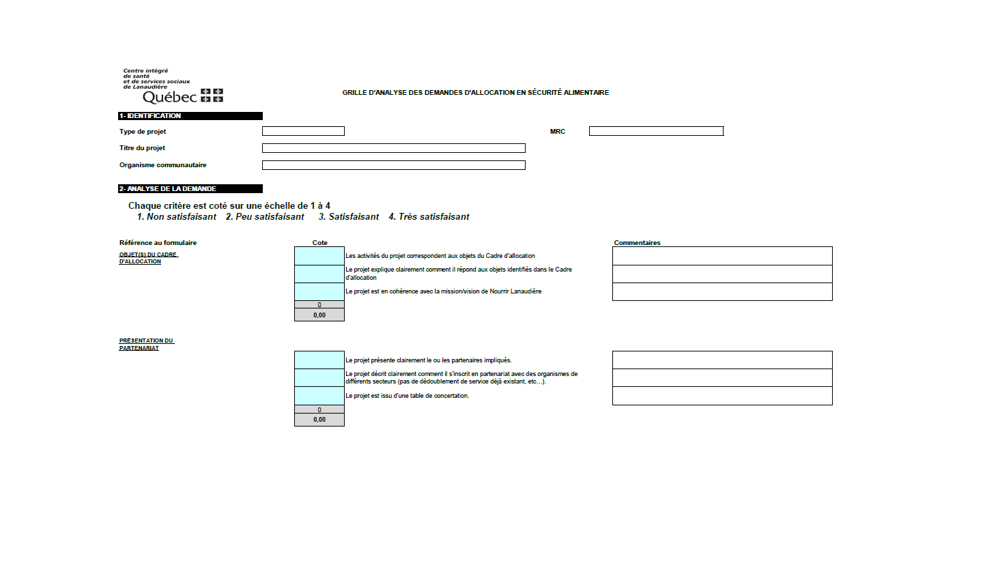 Centre intégré
de santé
et de services sociaux
de Lanaudière
Québec
GRILLE D'ANALYSE DES DEMANDES D'ALLOCATION EN SÉCURITÉ ALIMENTAIRE
1- IDENTIFICATION
Type de projet
MRC
Titre du projet
Organisme communautaire
2- ANALYSE DE LA DEMANDE
Chaque critère est coté sur une échelle de 1 à 4
1. Non satisfaisant 2. Peu satisfaisant 3. Satisfaisant 4. Très satisfaisant
Référence au formulaire
Cote
Commentaires
OBJET(S) DU CADRE
D'ALLOCATION
Les activités du projet correspondent aux objets du Cadre d'allocation
Le projet explique clairement comment il répond aux objets identifiés dans le Cadre
d'allocation
Le projet est en cohérence avec la mission/vision de Nourrir Lanaudière
0
0,00
PRÉSENTATION DU
PARTENARIAT
Le projet présente clairement le ou les partenaires impliqués.
Le projet décrit clairement comment il s'inscrit en partenariat avec des organismes de
différents secteurs (pas de dédoublement de service déjà existant, etc…).
Le projet est issu d'une table de concertation.
0
0,00